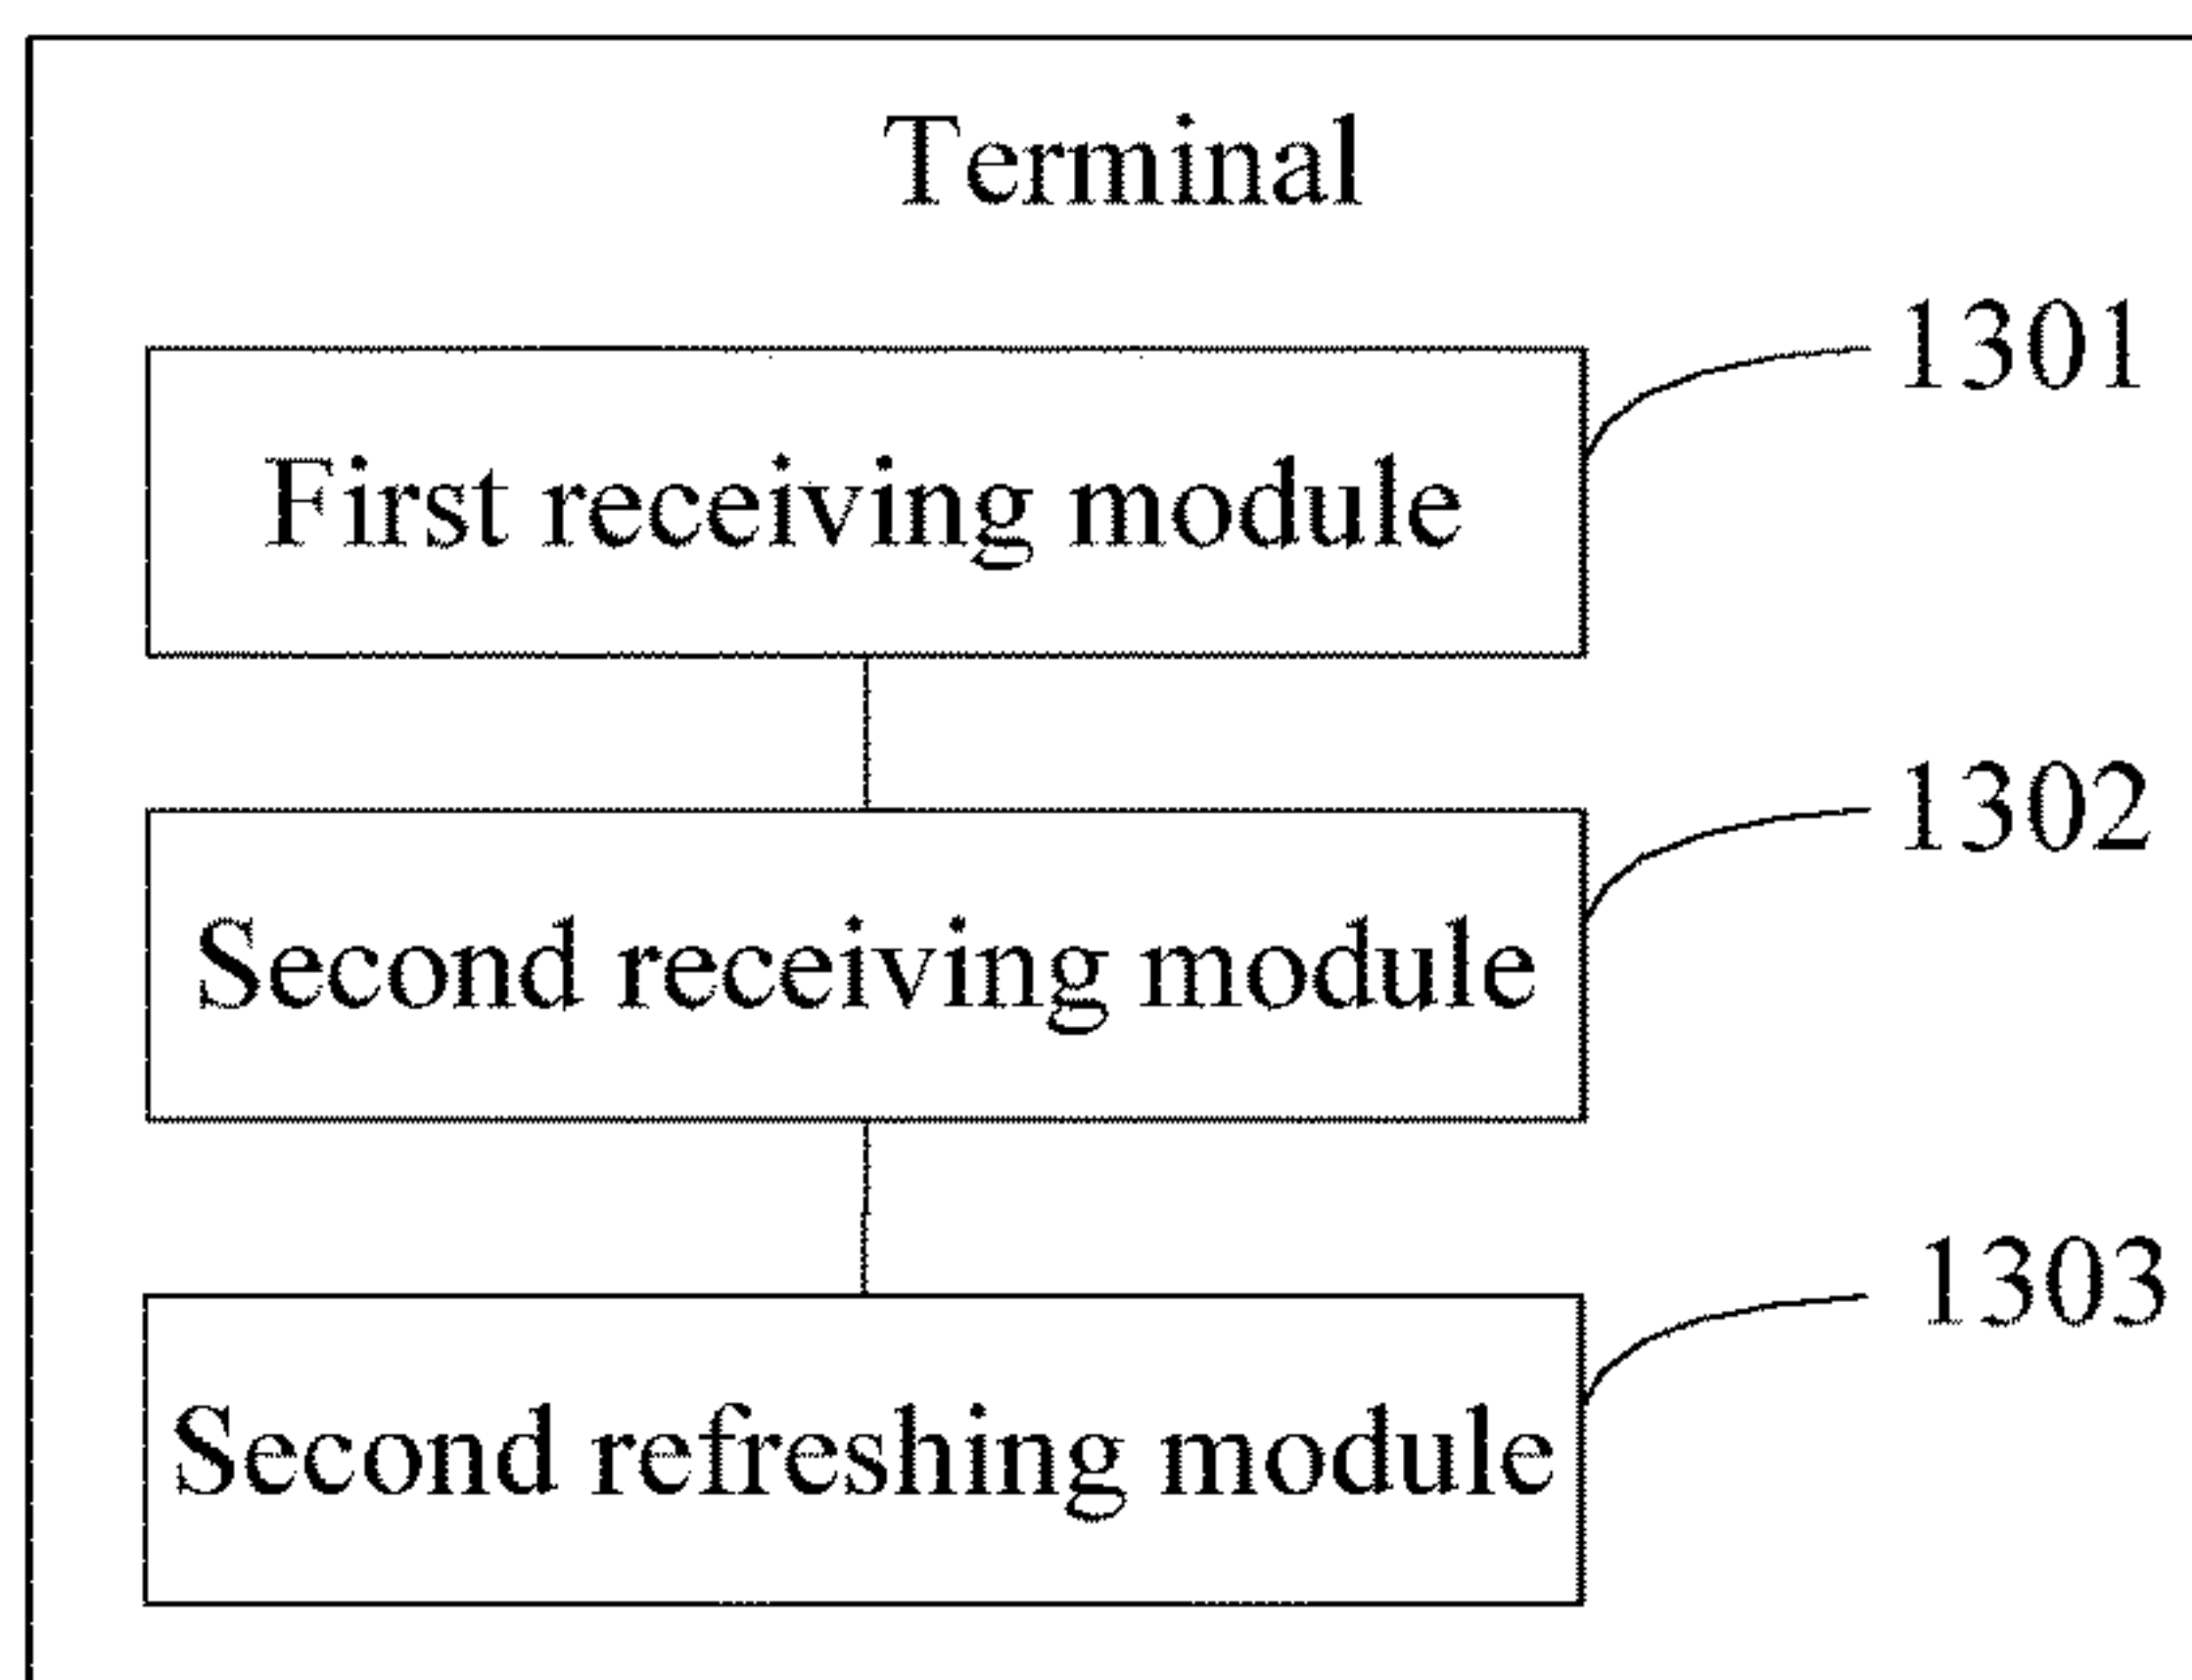 Terminal
1301
First receiving module
1302
Second receiving module
1303
Second refreshing module